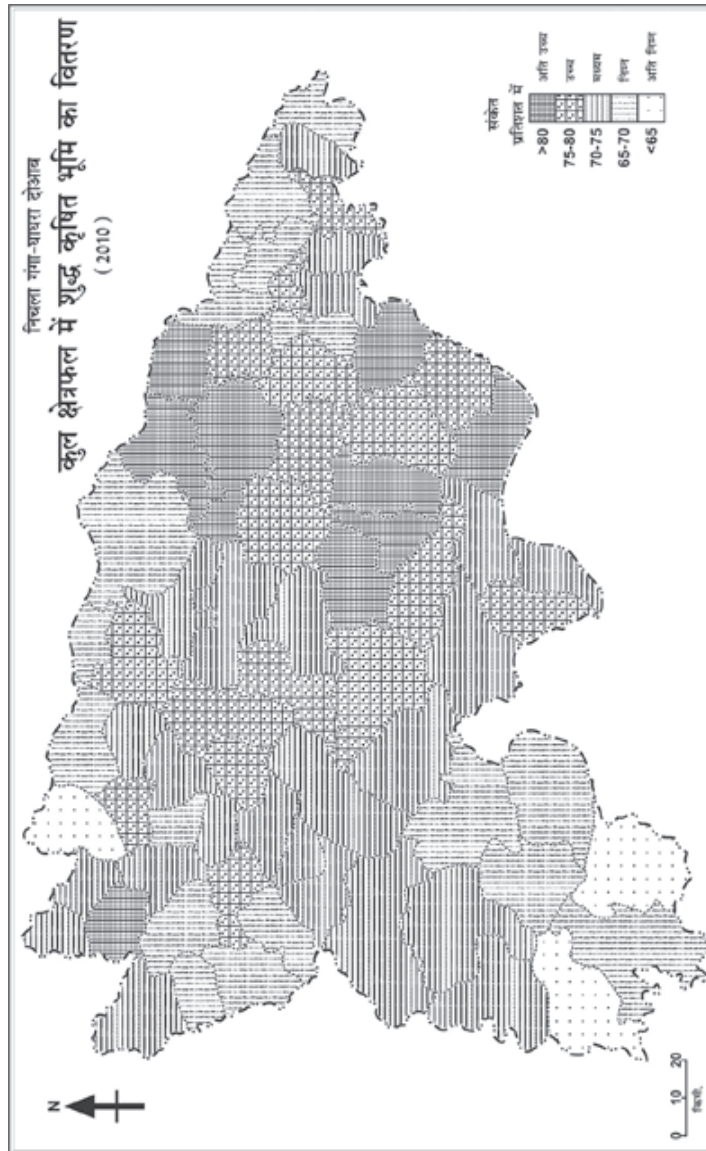 निचला गंगा-घाघरा दोआब
कुल क्षेत्रफल में शुद्ध कृषित भूमि का वितरण
(2010)
N
संकेत
प्रतिशत में
>80 अति उच्च
75-80 उच्च
70-75 मध्यम
65-70 निम्न
<65 अति निम्न
0 10 20
किमी.